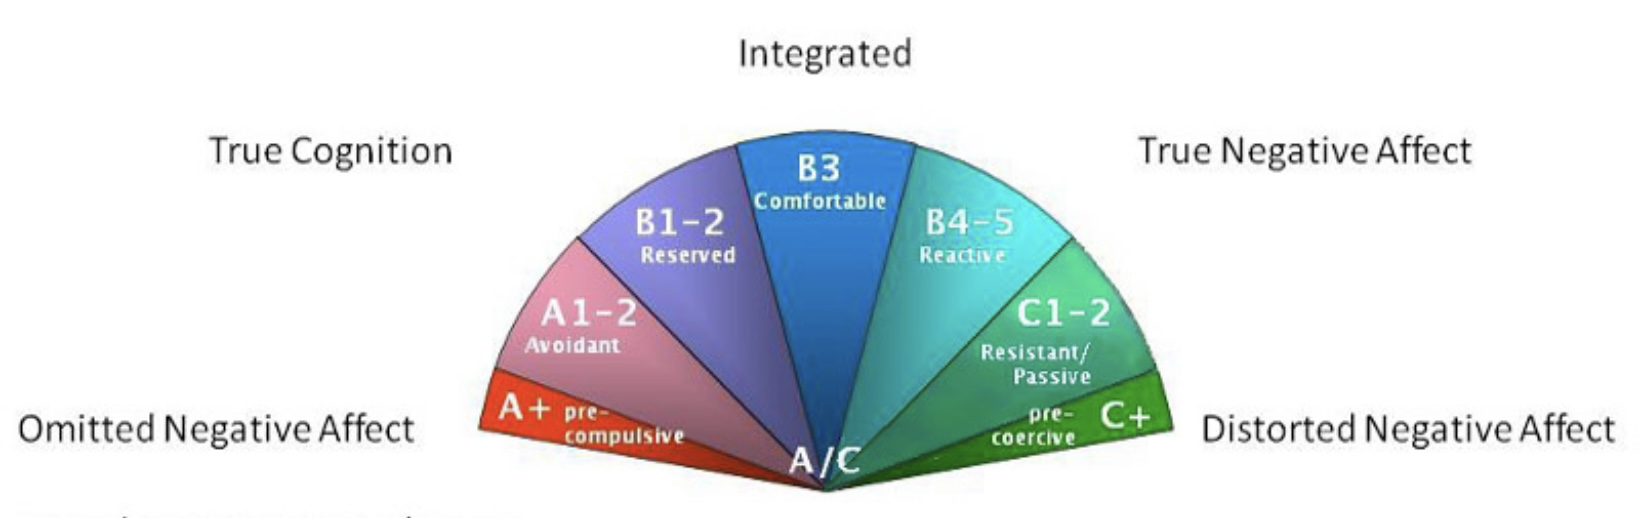 Integrated
True Cognition
True Negative Affect
B3
Comfortable
B1-2
Reserved
B4-5
Reactive
A1-2
Avoidant
C1-2
Resistant/
Passive
A+ pre-
compulsive
pre- C+
coercive
A/C
Omitted Negative Affect
Distorted Negative Affect